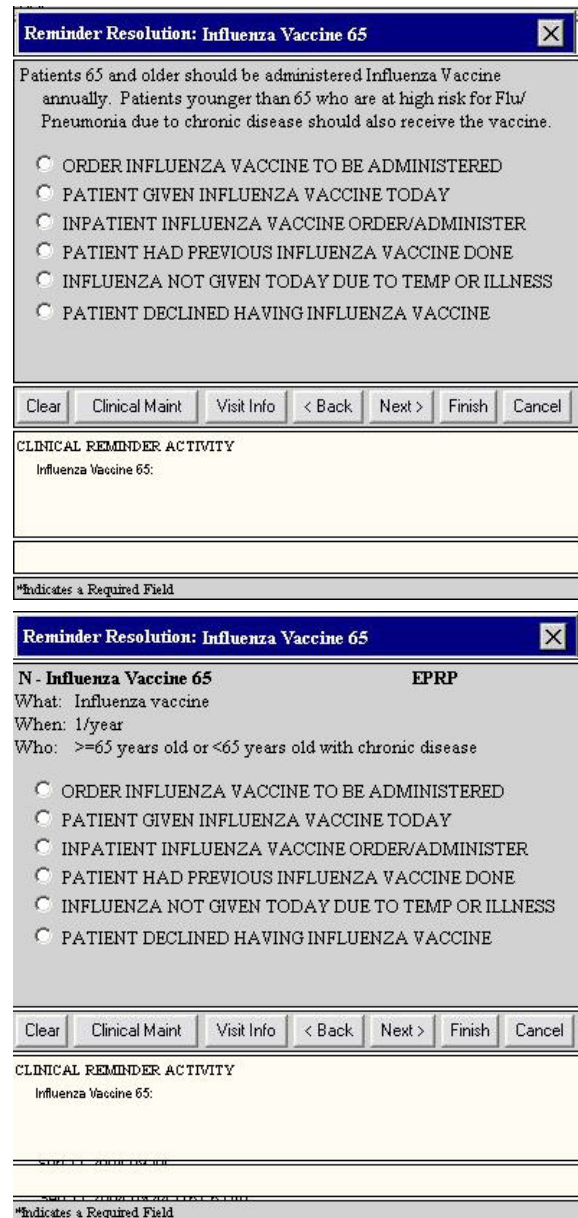 Reminder Resolution: Influenza Vaccine 65
Patients 65 and older should be administered Influenza Vaccine
annually. Patients younger than 65 who are at high risk for Flu/
Pneumonia due to chronic disease should also receive the vaccine.
ORDER INFLUENZA VACCINE TO BE ADMINISTERED
PATIENT GIVEN INFLUENZA VACCINE TODAY
INPATIENT INFLUENZA VACCINE ORDER/ADMINISTER
PATIENT HAD PREVIOUS INFLUENZA VACCINE DONE
INFLUENZA NOT GIVEN TODAY DUE TO TEMP OR ILLNESS
PATIENT DECLINED HAVING INFLUENZA VACCINE
Clear Clinical Maint Visit Info < Back Next > Finish Cancel
CLINICAL REMINDER ACTIVITY
Influenza Vaccine 65:
*Indicates a Required Field
Reminder Resolution: Influenza Vaccine 65
N - Influenza Vaccine 65 EPRP
What: Influenza vaccine
When: 1/year
Who: >=65 years old or <65 years old with chronic disease
ORDER INFLUENZA VACCINE TO BE ADMINISTERED
PATIENT GIVEN INFLUENZA VACCINE TODAY
INPATIENT INFLUENZA VACCINE ORDER/ADMINISTER
PATIENT HAD PREVIOUS INFLUENZA VACCINE DONE
INFLUENZA NOT GIVEN TODAY DUE TO TEMP OR ILLNESS
PATIENT DECLINED HAVING INFLUENZA VACCINE
Clear Clinical Maint Visit Info < Back Next > Finish Cancel
CLINICAL REMINDER ACTIVITY
Influenza Vaccine 65:
*Indicates a Required Field